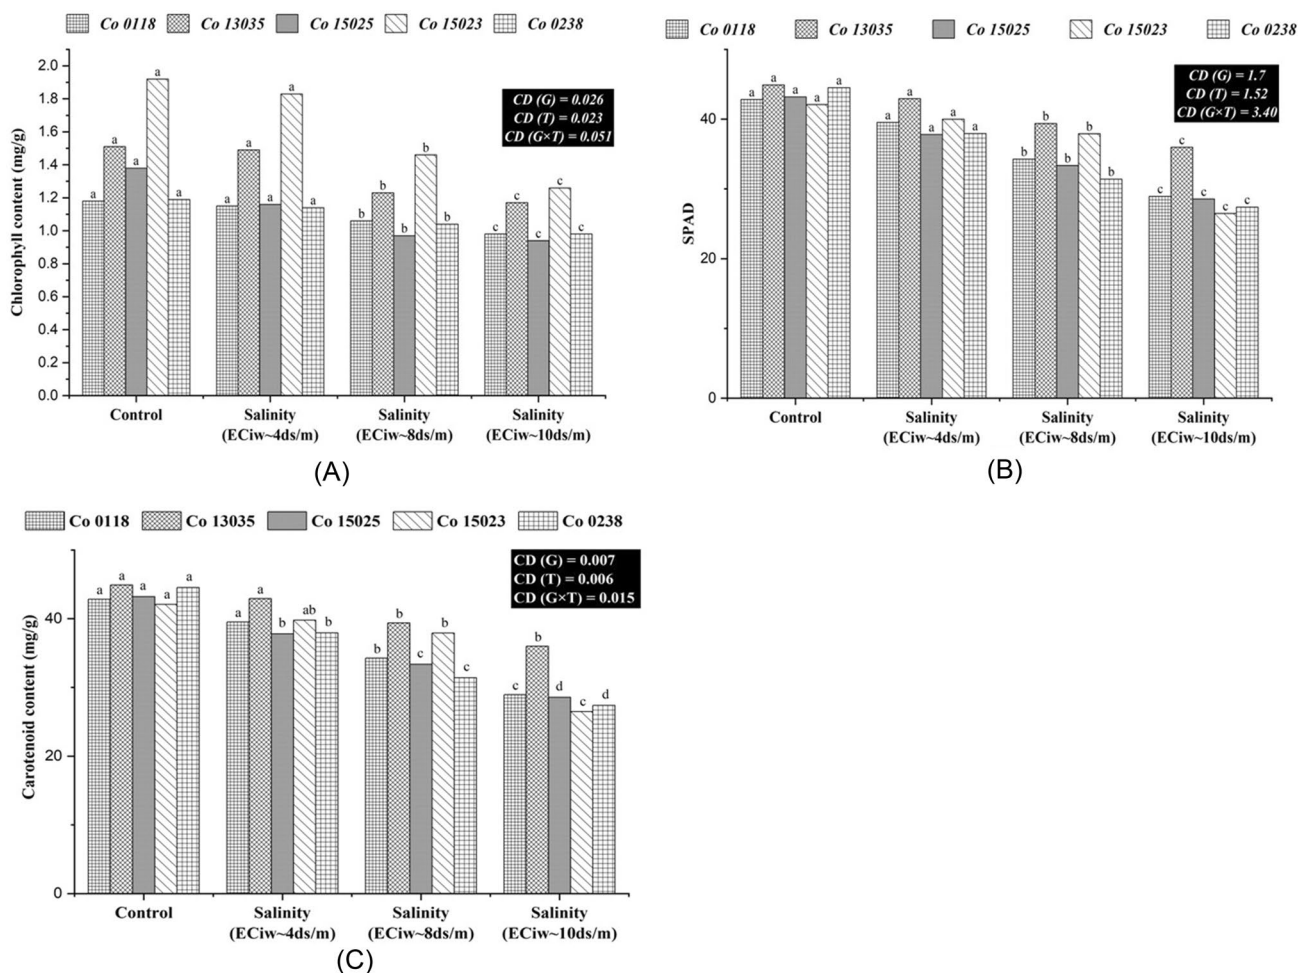 Co 0118 Co 13035 Co 15025 Co 15023 Co 0238
Chlorophyll content (mg/g)
2.0
1.8
1.6
1.4
1.2
1.0
0.8
0.6
0.4
0.2
0.0
CD (G) = 0.026
CD (T) = 0.023
CD (G×T) = 0.051
a a a a a
a a a a a
b b b b b
c c c c c
Control Salinity Salinity Salinity
(ECiw~4ds/m) (ECiw~8ds/m) (ECiw~10ds/m)
(A)
Co 0118 Co 13035 Co 15025 Co 15023 Co 0238
SPAD
40
20
0
CD (G) = 1.7
CD (T) = 1.52
CD (G×T) = 3.40
a a a a a
a a a a a
b b b b b
c c c c c
Control Salinity Salinity Salinity
(ECiw~4ds/m) (ECiw~8ds/m) (ECiw~10ds/m)
(B)
Co 0118 Co 13035 Co 15025 Co 15023 Co 0238
Carotenoid content (mg/g)
40
20
0
CD (G) = 0.007
CD (T) = 0.006
CD (G×T) = 0.015
a a a a a
a a b ab b
b b c b c
c b d c d
Control Salinity Salinity Salinity
(ECiw~4ds/m) (ECiw~8ds/m) (ECiw~10ds/m)
(C)